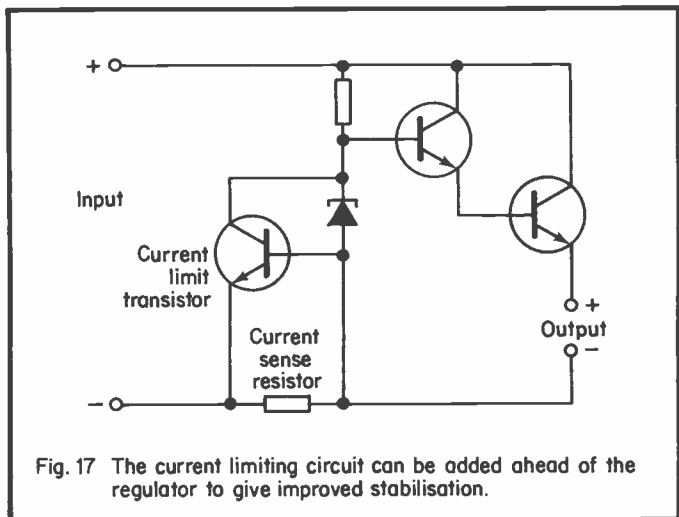 +
Input
Current
limit
transistor
Current
sense
resistor
+
Output
−
−
Fig. 17 The current limiting circuit can be added ahead of the
regulator to give improved stabilisation.